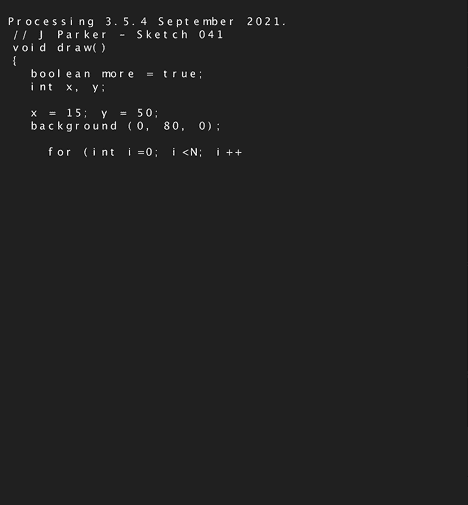 Processing 3.5.4 September 2021.
// J Parker - Sketch 041
void draw()
{
boolean more = true;
int x, y;
x = 15; y = 50;
background (0, 80, 0);
for (int i=0; i<N; i++